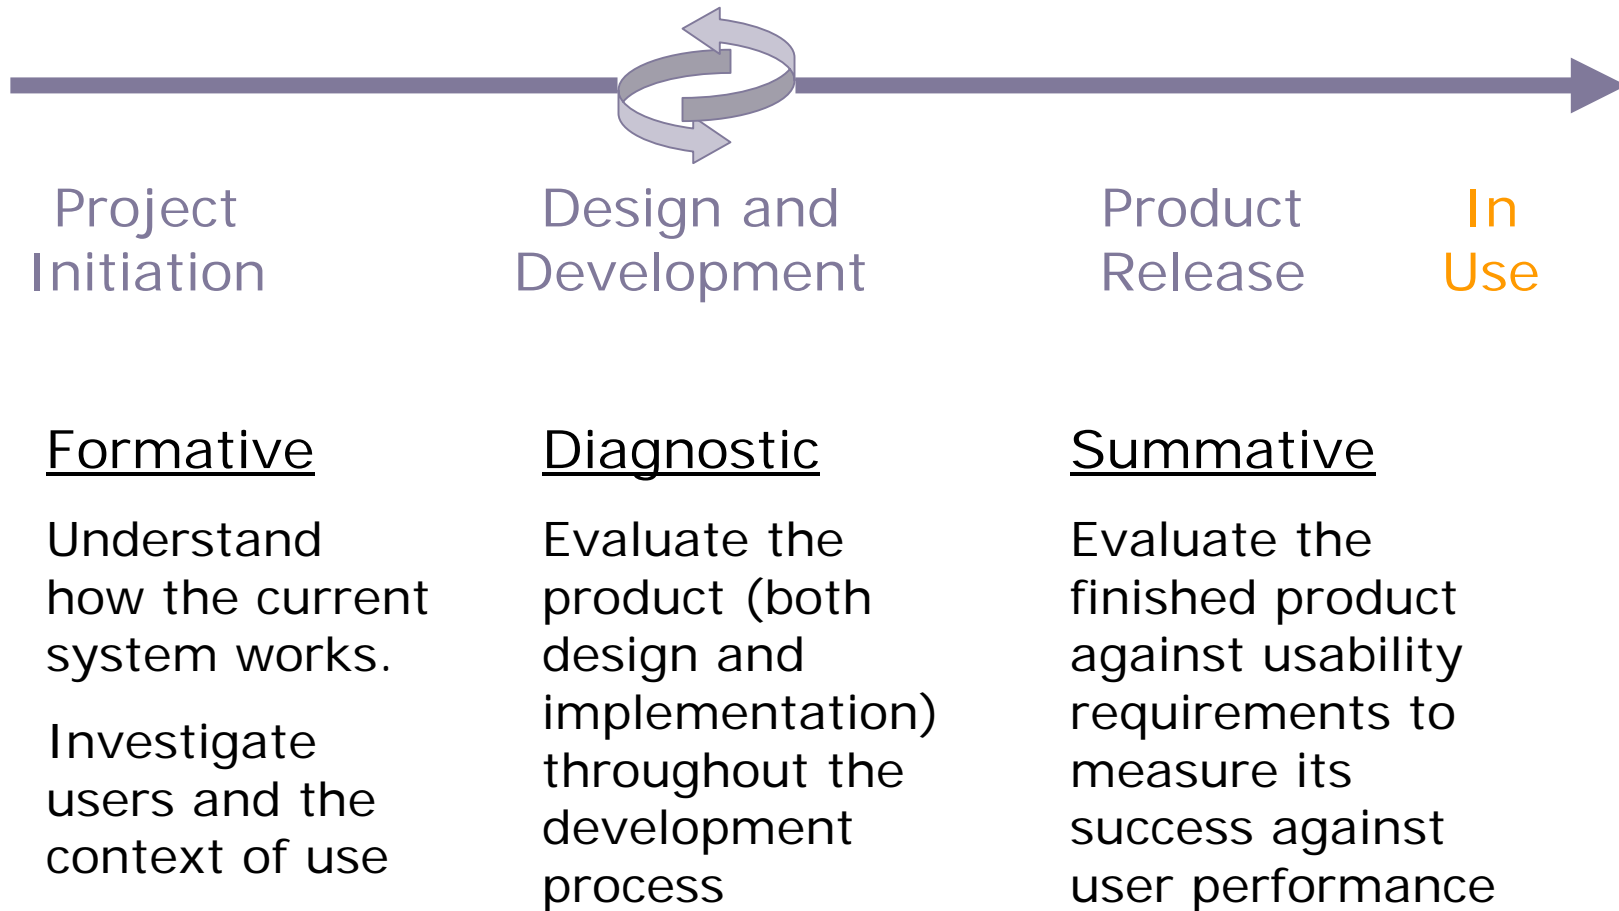 Project
Initiation
Design and
Development
Product
Release
In
Use
Formative
Understand
how the current
system works.
Investigate
users and the
context of use
Diagnostic
Evaluate the
product (both
design and
implementation)
throughout the
development
process
Summative
Evaluate the
finished product
against usability
requirements to
measure its
success against
user performance